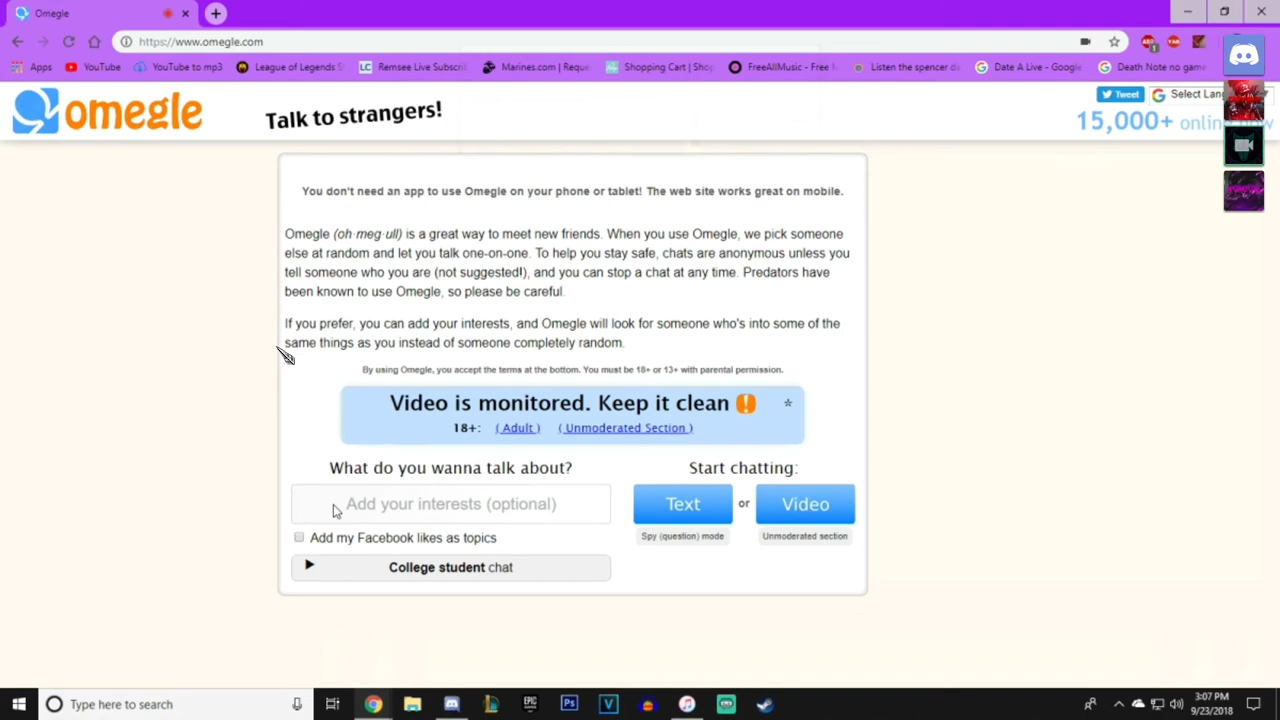 Omegle
https://www.omegle.com
1
Apps YouTube YouTube to mp3 League of Legends S Remsee Live Subscri Marines.com | Reque Shopping Cart | Shop FreeAllMusic - Free M Listen the spencer di Date A Live - Google Death Note no game
omegle Talk to strangers!
Tweet Select Lan
15,000+ online now
You don't need an app to use Omegle on your phone or tablet! The web site works great on mobile.
Omegle (oh·meg·ull) is a great way to meet new friends. When you use Omegle, we pick someone
else at random and let you talk one-on-one. To help you stay safe, chats are anonymous unless you
tell someone who you are (not suggested!), and you can stop a chat at any time. Predators have
been known to use Omegle, so please be careful.
If you prefer, you can add your interests, and Omegle will look for someone who's into some of the
same things as you instead of someone completely random.
By using Omegle, you accept the terms at the bottom. You must be 18+ or 13+ with parental permission.
Video is monitored. Keep it clean ! *
18+: ( Adult ) ( Unmoderated Section )
What do you wanna talk about? Start chatting:
Add your interests (optional) Text or Video
Add my Facebook likes as topics Spy (question) mode Unmoderated section
College student chat
Type here to search
3:07 PM
9/23/2018